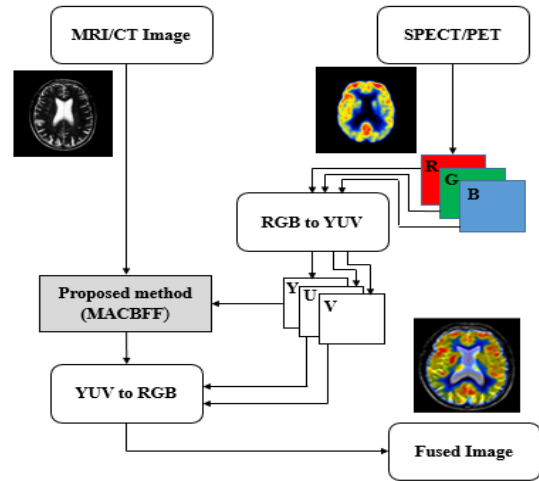 MRI/CT Image
SPECT/PET
R
G
B
RGB to YUV
Y
U
V
Proposed method
(MACBFF)
YUV to RGB
Fused Image